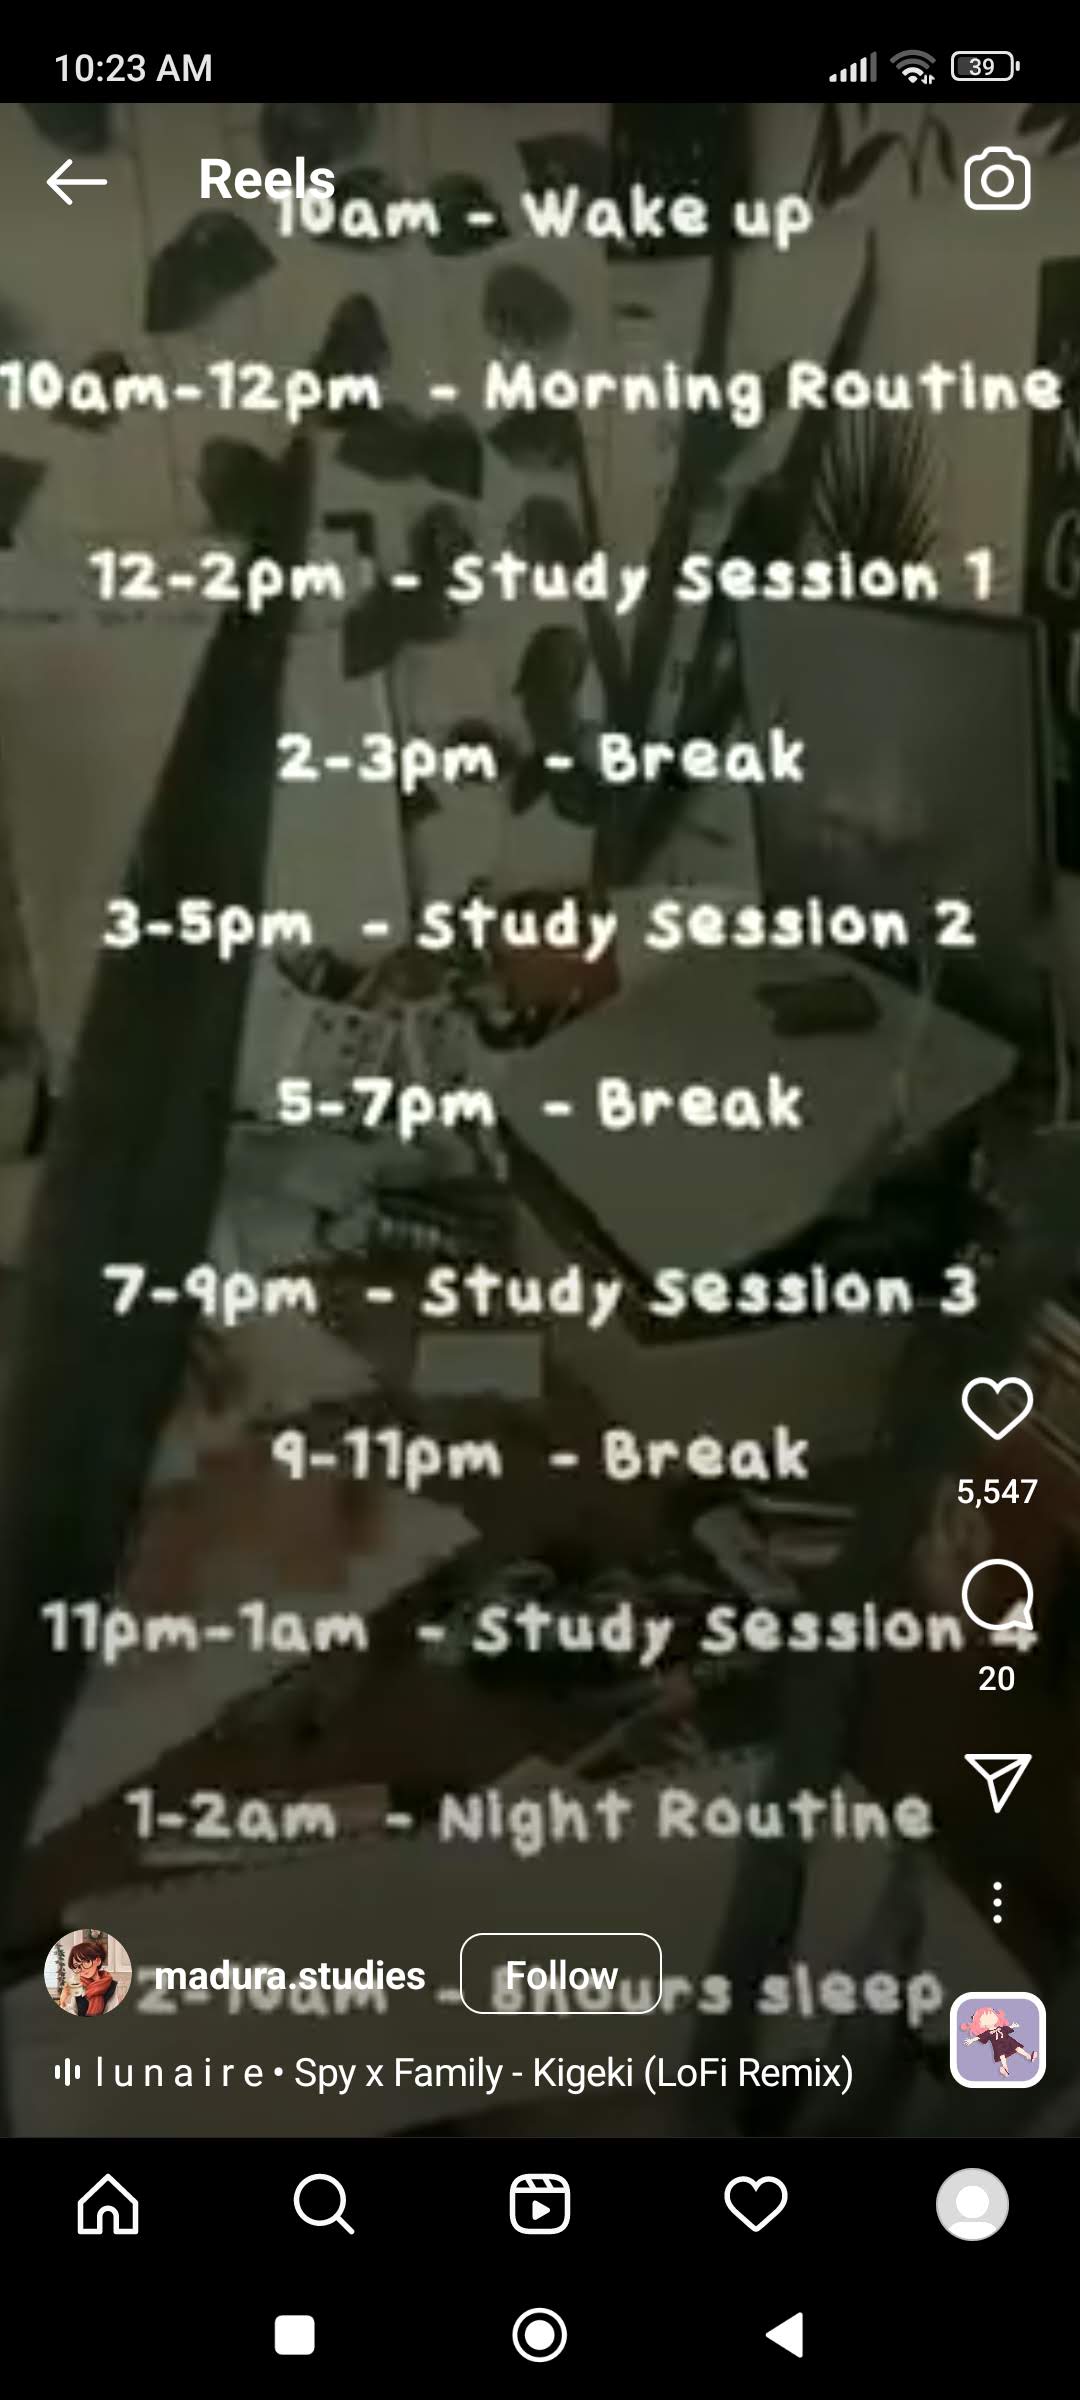 10:23 AM
39
Reels
10am - Wake up
10am-12pm - Morning Routine
12-2pm - Study Session 1
2-3pm - Break
3-5pm - Study Session 2
5-7pm - Break
7-9pm - Study Session 3
9-11pm - Break
5,547
11pm-1am - Study Session 4
20
1-2am - Night Routine
madura.studies
Follow
2-10am - 8hours sleep
l u n a i r e • Spy x Family - Kigeki (LoFi Remix)